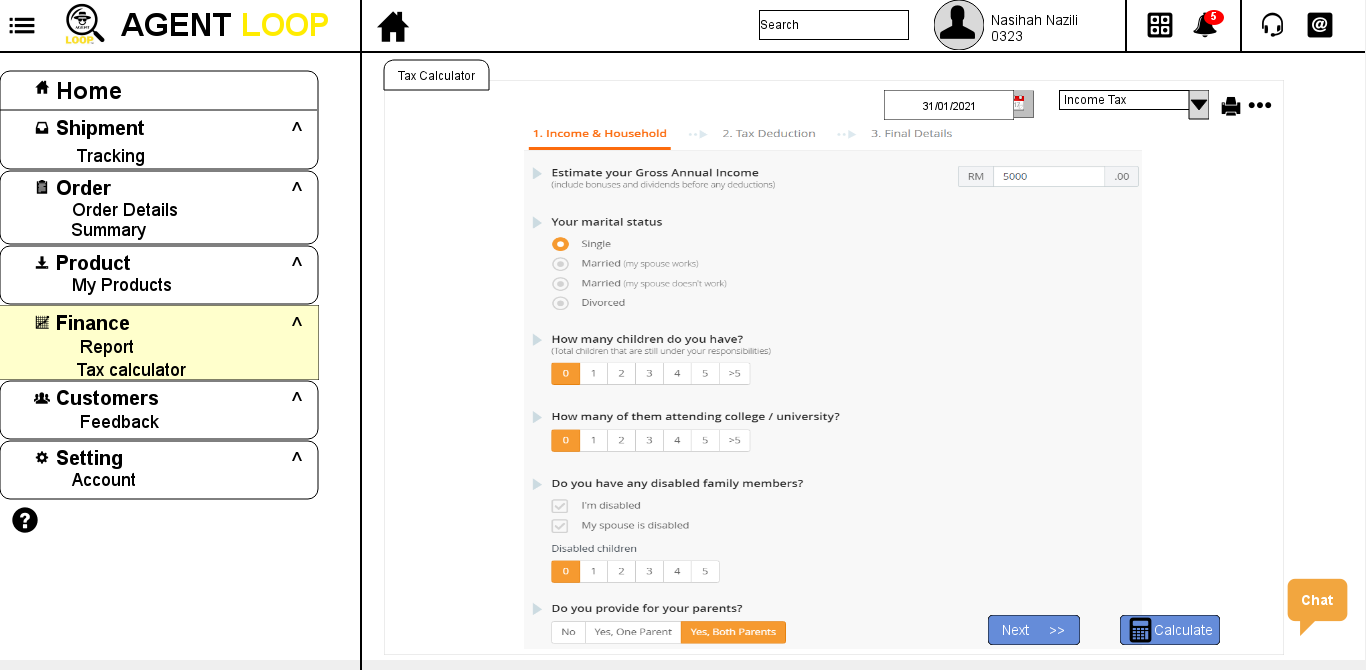 AGENT LOOP
LOOP
Search
Nasihah Nazili
0323
5
@
Home
Shipment ^
Tracking
Order ^
Order Details
Summary
Product ^
My Products
Finance ^
Report
Tax calculator
Customers ^
Feedback
Setting ^
Account
?
Tax Calculator
31/01/2021
Income Tax
1. Income & Household
2. Tax Deduction
3. Final Details
Estimate your Gross Annual Income
(include bonuses and dividends before any deductions)
RM 5000 .00
Your marital status
Single
Married (my spouse works)
Married (my spouse doesn't work)
Divorced
How many children do you have?
(Total children that are still under your responsibilities)
0 1 2 3 4 5 >5
How many of them attending college / university?
0 1 2 3 4 5 >5
Do you have any disabled family members?
I'm disabled
My spouse is disabled
Disabled children
0 1 2 3 4 5
Do you provide for your parents?
No Yes, One Parent Yes, Both Parents
Next >>
Calculate
Chat